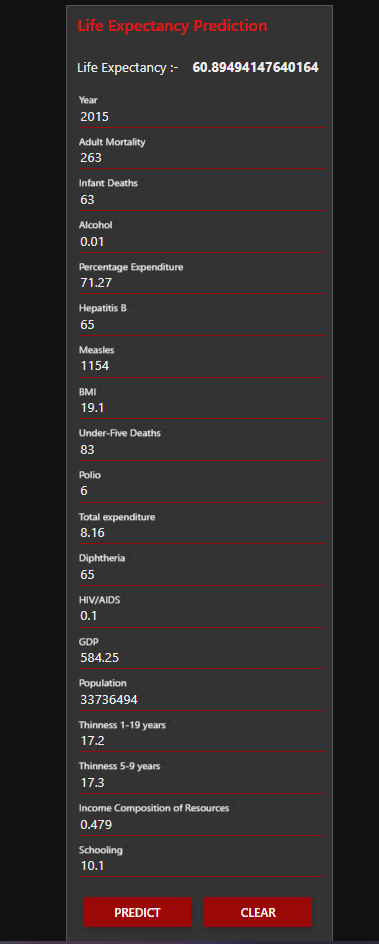 Life Expectancy Prediction
Life Expectancy :- 60.89494147640164
Year
2015
Adult Mortality
263
Infant Deaths
63
Alcohol
0.01
Percentage Expenditure
71.27
Hepatitis B
65
Measles
1154
BMI
19.1
Under-Five Deaths
83
Polio
6
Total expenditure
8.16
Diphtheria
65
HIV/AIDS
0.1
GDP
584.25
Population
33736494
Thinness 1-19 years
17.2
Thinness 5-9 years
17.3
Income Composition of Resources
0.479
Schooling
10.1
PREDICT CLEAR